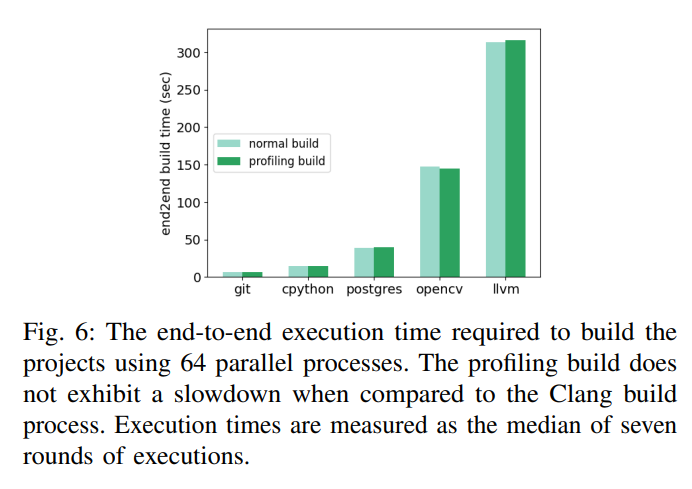 end2end build time (sec)
300
250
200
150
100
50
0
normal build
profiling build
git cpython postgres opencv llvm
Fig. 6: The end-to-end execution time required to build the
projects using 64 parallel processes. The profiling build does
not exhibit a slowdown when compared to the Clang build
process. Execution times are measured as the median of seven
rounds of executions.